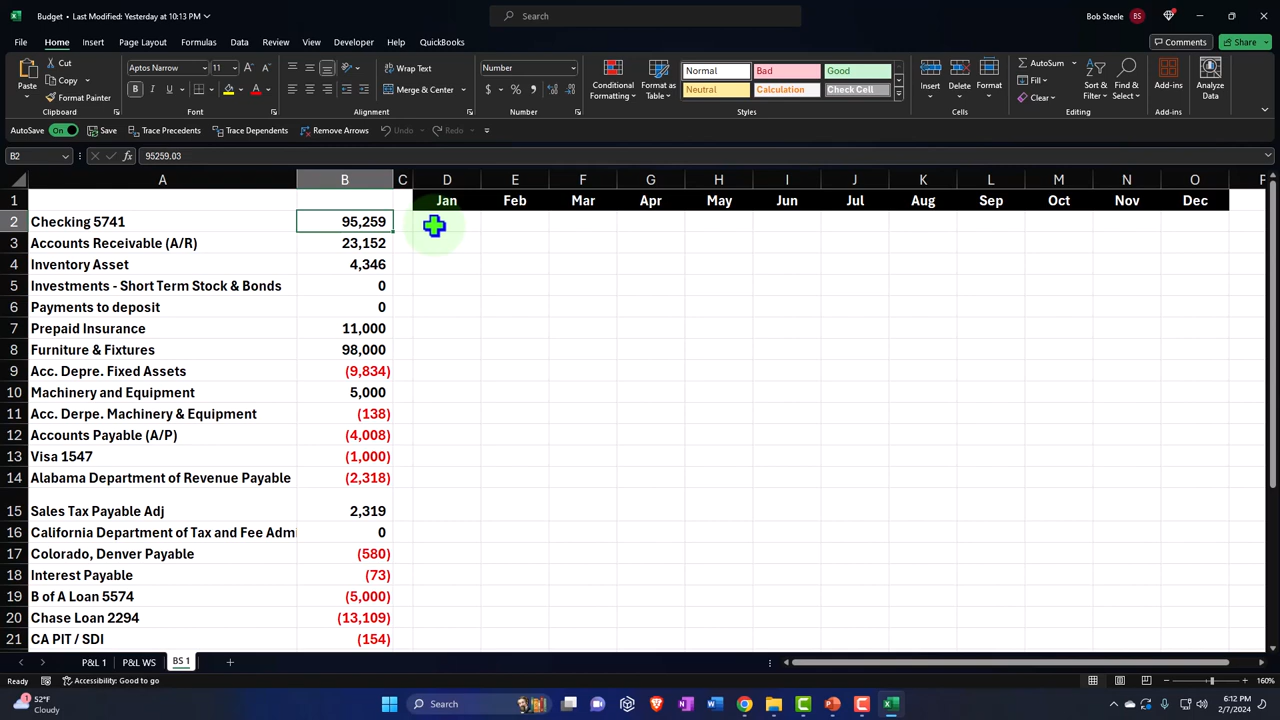 Budget • Last Modified: Yesterday at 10:13 PM
Search
Bob Steele
BS
File Home Insert Page Layout Formulas Data Review View Developer Help QuickBooks
Comments
Share
Paste
Cut
Copy
Format Painter
Clipboard
Aptos Narrow
11
Font
Wrap Text
Merge & Center
Alignment
Number
Number
Conditional Formatting
Format as Table
Normal
Bad
Good
Neutral
Calculation
Check Cell
Styles
Insert
Delete
Format
Cells
AutoSum
Fill
Clear
Sort & Filter
Find & Select
Editing
Add-ins
Add-ins
Analyze Data
AutoSave On Save Trace Precedents Trace Dependents Remove Arrows Undo Redo
B2 fx 95259.03
A B C D E F G H I J K L M N O
1 Jan Feb Mar Apr May Jun Jul Aug Sep Oct Nov Dec
2 Checking 5741 95,259
3 Accounts Receivable (A/R) 23,152
4 Inventory Asset 4,346
5 Investments - Short Term Stock & Bonds 0
6 Payments to deposit 0
7 Prepaid Insurance 11,000
8 Furniture & Fixtures 98,000
9 Acc. Depre. Fixed Assets (9,834)
10 Machinery and Equipment 5,000
11 Acc. Derpe. Machinery & Equipment (138)
12 Accounts Payable (A/P) (4,008)
13 Visa 1547 (1,000)
14 Alabama Department of Revenue Payable (2,318)
15 Sales Tax Payable Adj 2,319
16 California Department of Tax and Fee Admi 0
17 Colorado, Denver Payable (580)
18 Interest Payable (73)
19 B of A Loan 5574 (5,000)
20 Chase Loan 2294 (13,109)
21 CA PIT / SDI (154)
P&L 1 P&L WS BS 1
Ready Accessibility: Good to go 160%
52°F
Cloudy
Search
6:12 PM
2/7/2024